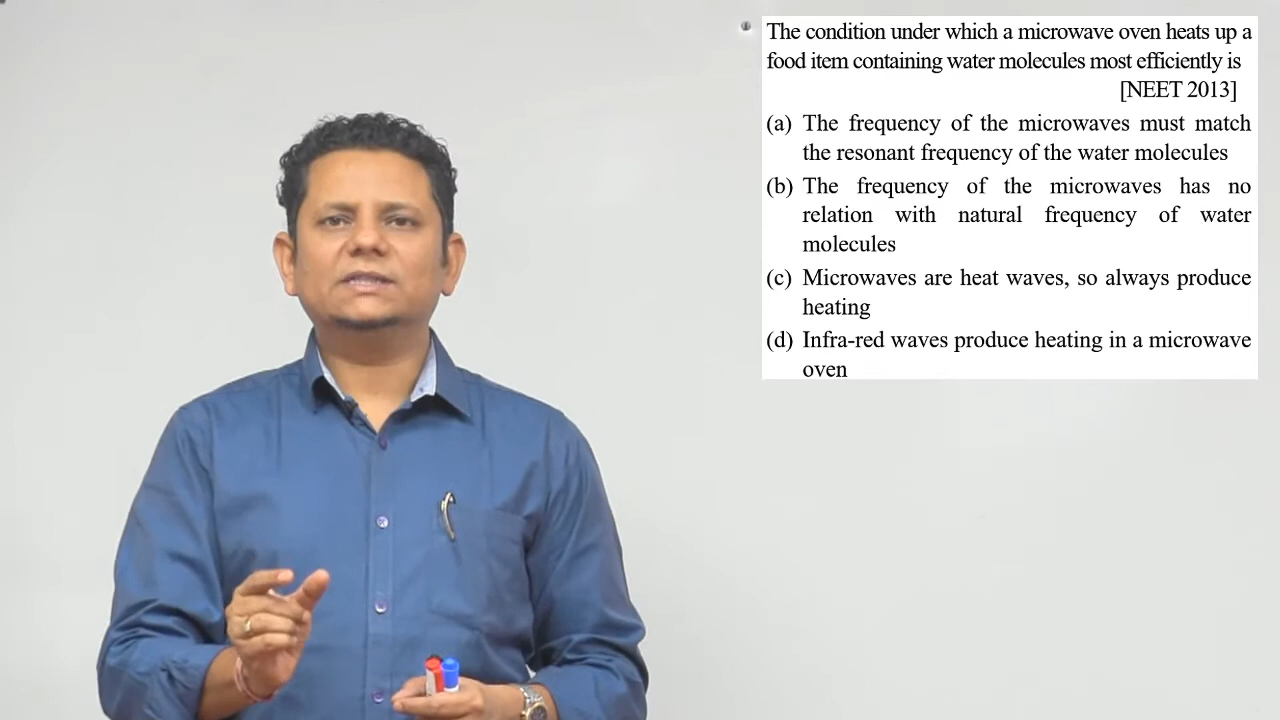 The condition under which a microwave oven heats up a
food item containing water molecules most efficiently is
[NEET 2013]
(a) The frequency of the microwaves must match
the resonant frequency of the water molecules
(b) The frequency of the microwaves has no
relation with natural frequency of water
molecules
(c) Microwaves are heat waves, so always produce
heating
(d) Infra-red waves produce heating in a microwave
oven